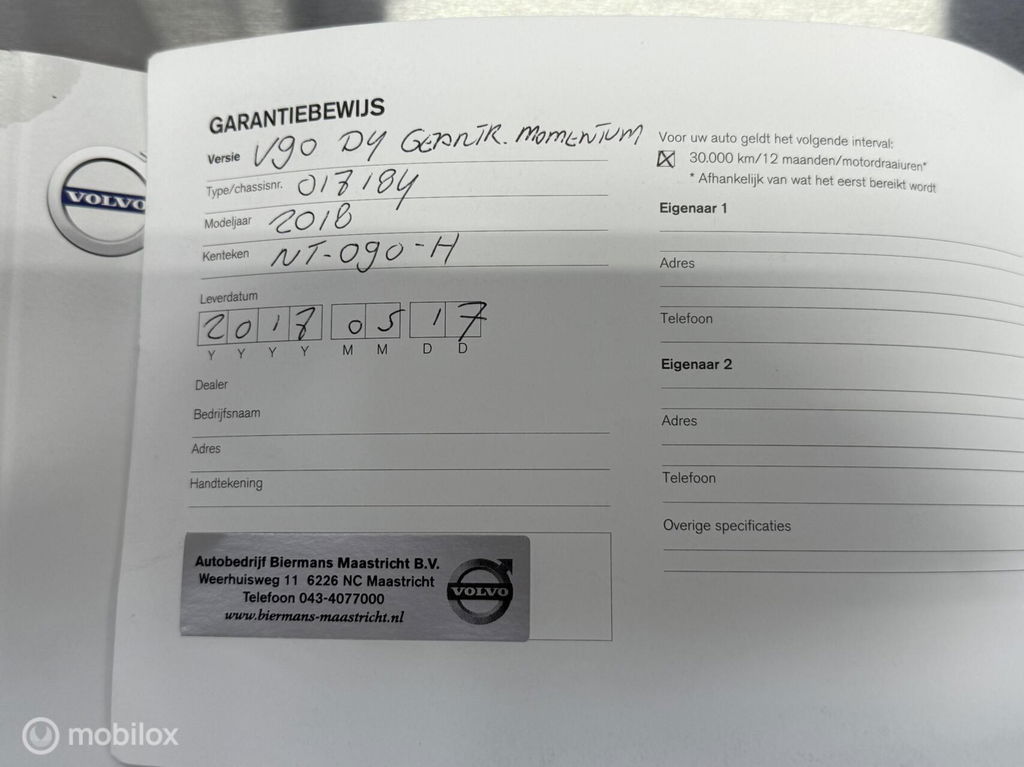 VOLVO
GARANTIEBEWIJS
Versie V90 D4 MOMENTUM
Type/chassisnr. 017184
Modeljaar 2018
Kenteken NT-090-H
Leverdatum
2017 05 17
Y Y Y Y M M D D
Dealer
Bedrijfsnaam
Adres
Handtekening
Autobedrijf Biermans Maastricht B.V.
Weerhuisweg 11 6226 NC Maastricht
Telefoon 043-4077000
www.biermans-maastricht.nl
VOLVO
Voor uw auto geldt het volgende interval:
☒ 30.000 km/12 maanden/motordraaiuren*
* Afhankelijk van wat het eerst bereikt wordt
Eigenaar 1
Adres
Telefoon
Eigenaar 2
Adres
Telefoon
Overige specificaties
mobilox